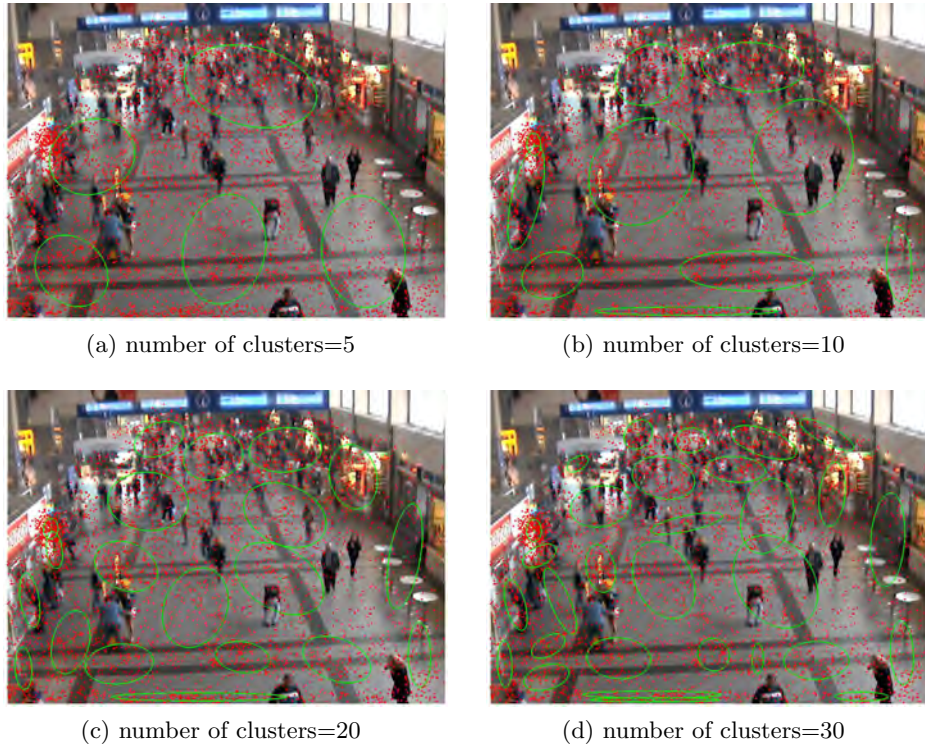 (a) number of clusters=5
(b) number of clusters=10
(c) number of clusters=20
(d) number of clusters=30